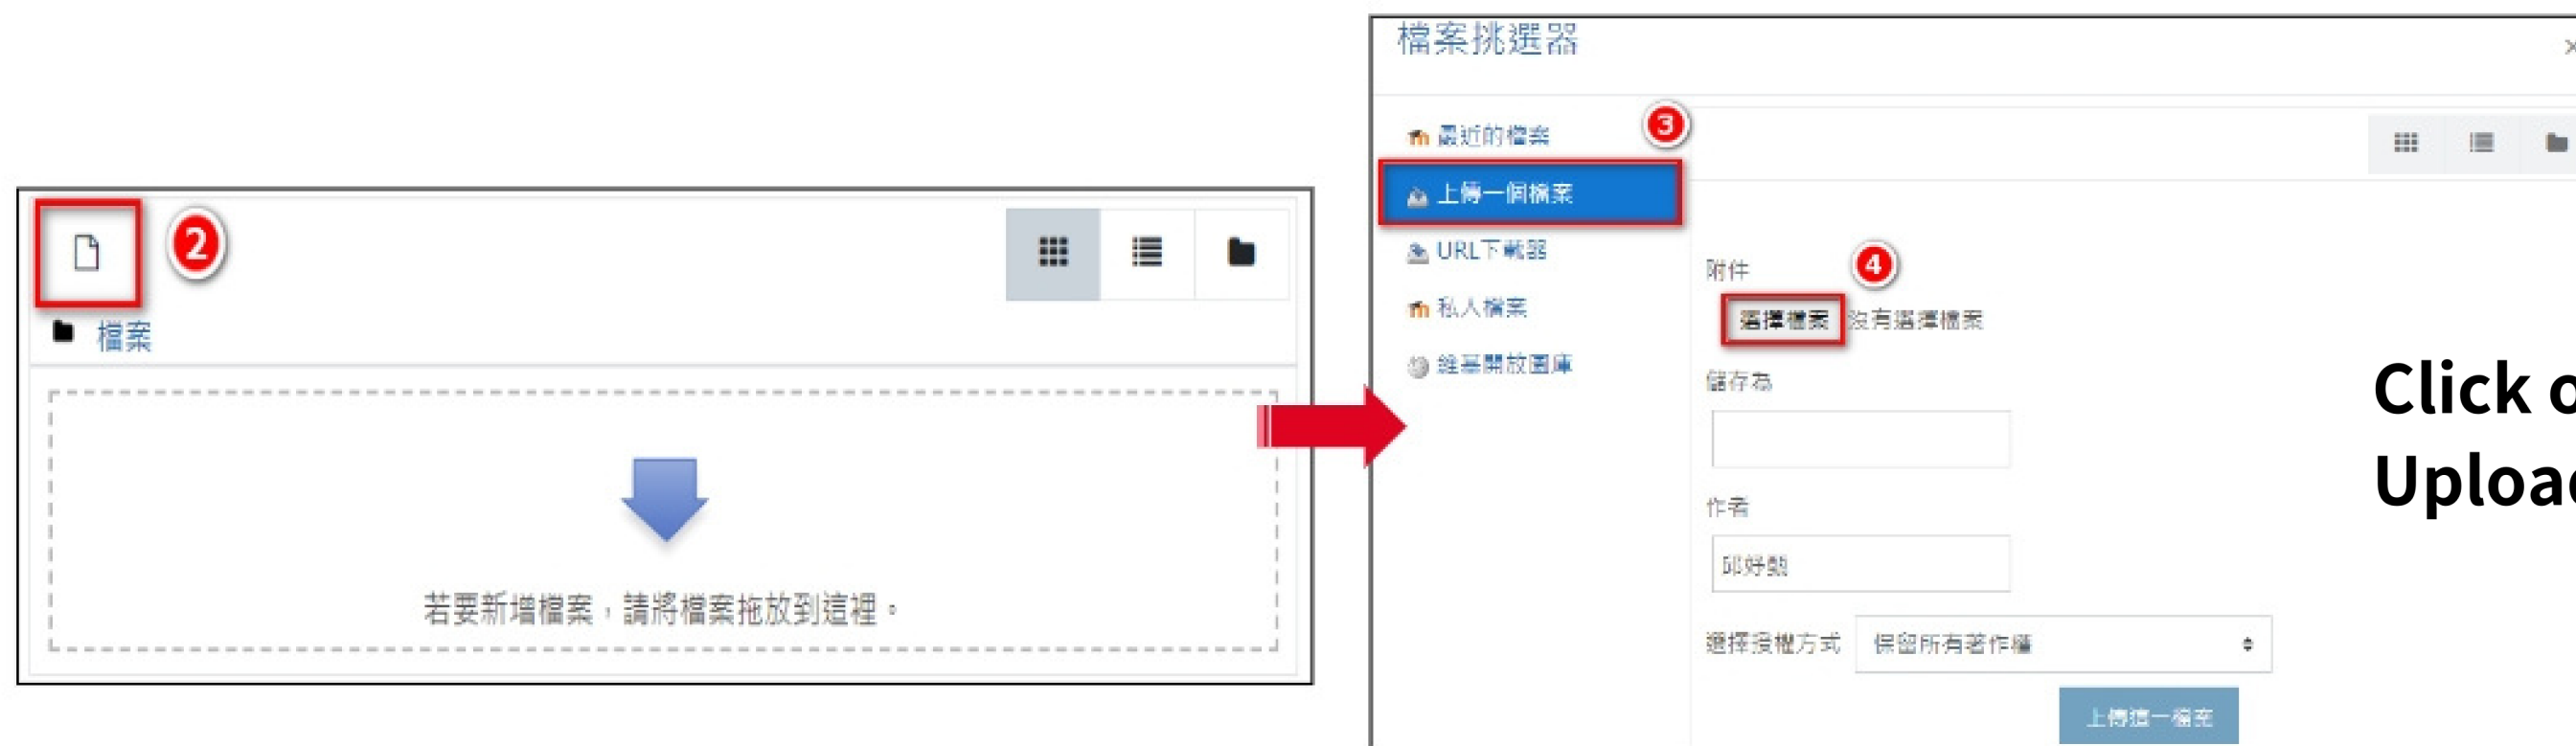 2
檔案
若要新增檔案，請將檔案拖放到這裡。
檔案挑選器
×
3
最近的檔案
上傳一個檔案
URL下載器
私人檔案
維基開放圖庫
附件
4
選擇檔案 沒有選擇檔案
儲存為
作者
選擇授權方式 保留所有著作權
上傳這一檔案
Click
Upload